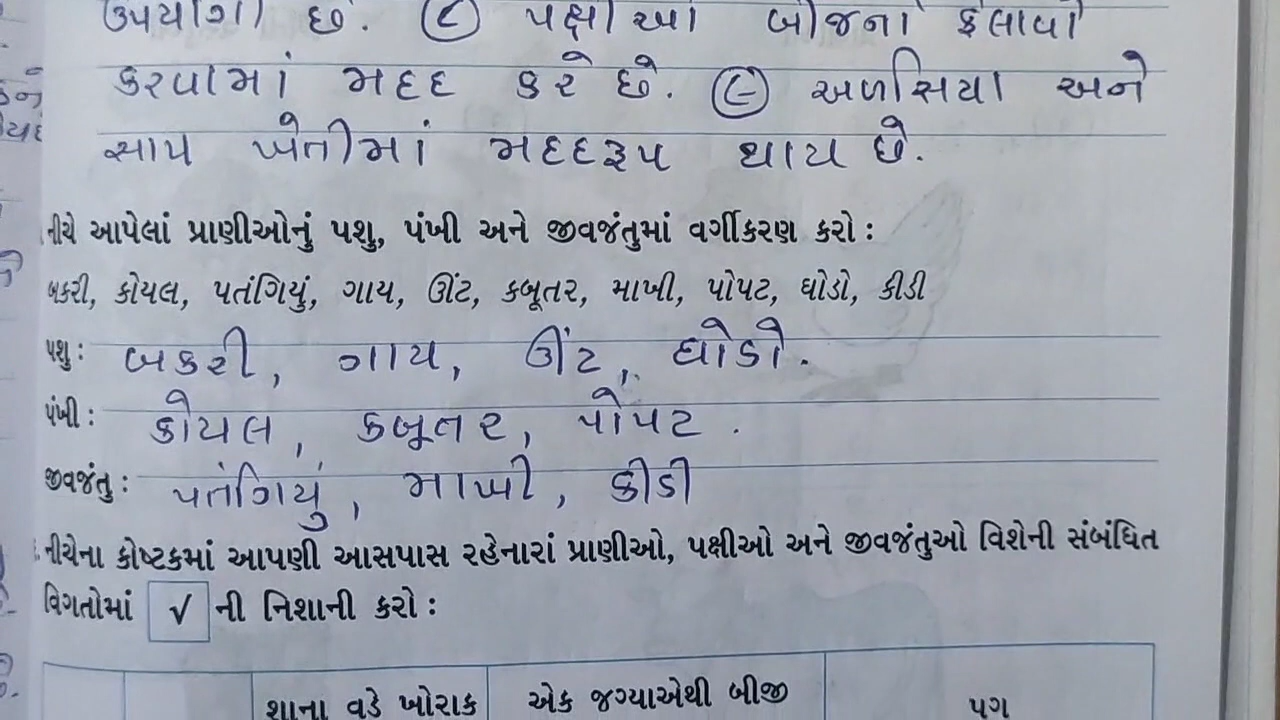 ઉપયોગી છે. ૮ પક્ષીઓ બીજનો ફેલાવો
કરવામાં મદદ કરે છે. ૯ અળસિયા અને
સાપ ખેતીમાં મદદરૂપ થાય છે.
નીચે આપેલાં પ્રાણીઓનું પશુ, પંખી અને જીવજંતુમાં વર્ગીકરણ કરો :
બકરી, કોયલ, પતંગિયું, ગાય, ઊંટ, કબૂતર, માખી, પોપટ, ઘોડો, કીડી
પશુ : બકરી, ગાય, ઊંટ, ઘોડો.
પંખી : કોયલ, કબૂતર, પોપટ .
જીવજંતુ : પતંગિયું, માખી, કીડી
નીચેના કોષ્ટકમાં આપણી આસપાસ રહેનારાં પ્રાણીઓ, પક્ષીઓ અને જીવજંતુઓ વિશેની સંબંધિત
વિગતોમાં √ ની નિશાની કરો :
શાના વડે ખોરાક એક જગ્યાએથી બીજી પગ